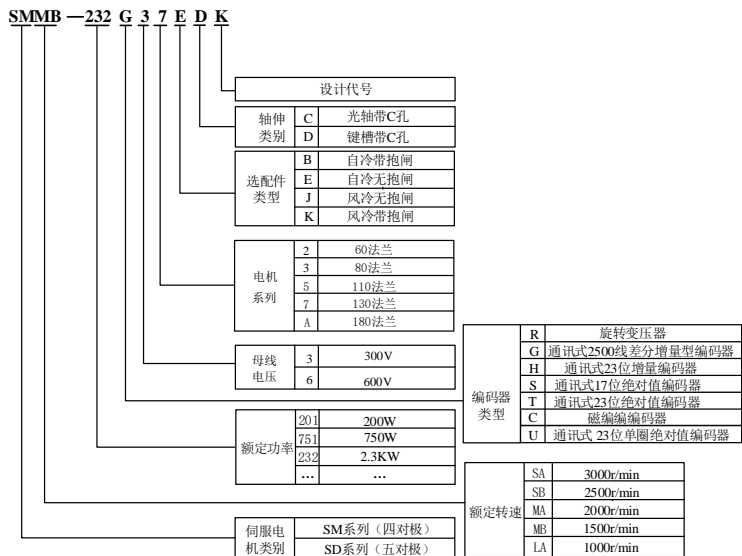 SMMB —232 G 3 7 E D K
设计代号
轴伸
类别
C 光轴带C孔
D 键槽带C孔
选配件
类型
B 自冷带抱闸
E 自冷无抱闸
J 风冷无抱闸
K 风冷带抱闸
电机
系列
2 60法兰
3 80法兰
5 110法兰
7 130法兰
A 180法兰
母线
电压
3 300V
6 600V
编码器
类型
R 旋转变压器
G 通讯式2500线差分增量型编码器
H 通讯式23位增量编码器
S 通讯式17位绝对值编码器
T 通讯式23位绝对值编码器
C 磁编编编码器
U 通讯式 23位单圈绝对值编码器
额定功率
201 200W
751 750W
232 2.3KW
... ...
额定转速
SA 3000r/min
SB 2500r/min
MA 2000r/min
MB 1500r/min
LA 1000r/min
伺服电
机类别
SM系列（四对极）
SD系列（五对极）